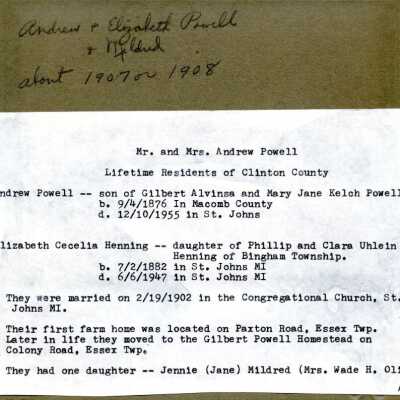 Andrew & Elizabeth Powell
& Mildred
about 1907 or 1908
Mr. and Mrs. Andrew Powell
Lifetime Residents of Clinton County
ndrew Powell -- son of Gilbert Alvinsa and Mary Jane Kelch Powell
b. 9/4/1876 In Macomb County
d. 12/10/1955 in St. Johns
lizabeth Cecelia Henning -- daughter of Phillip and Clara Uhlein
Henning of Bingham Township.
b. 7/2/1882 in St. Johns MI
d. 6/6/1947 in St. Johns MI
They were married on 2/19/1902 in the Congregational Church, St.
Johns MI.
Their first farm home was located on Paxton Road, Essex Twp.
Later in life they moved to the Gilbert Powell Homestead on
Colony Road, Essex Twp.
They had one daughter -- Jennie (Jane) Mildred (Mrs. Wade H. Oli